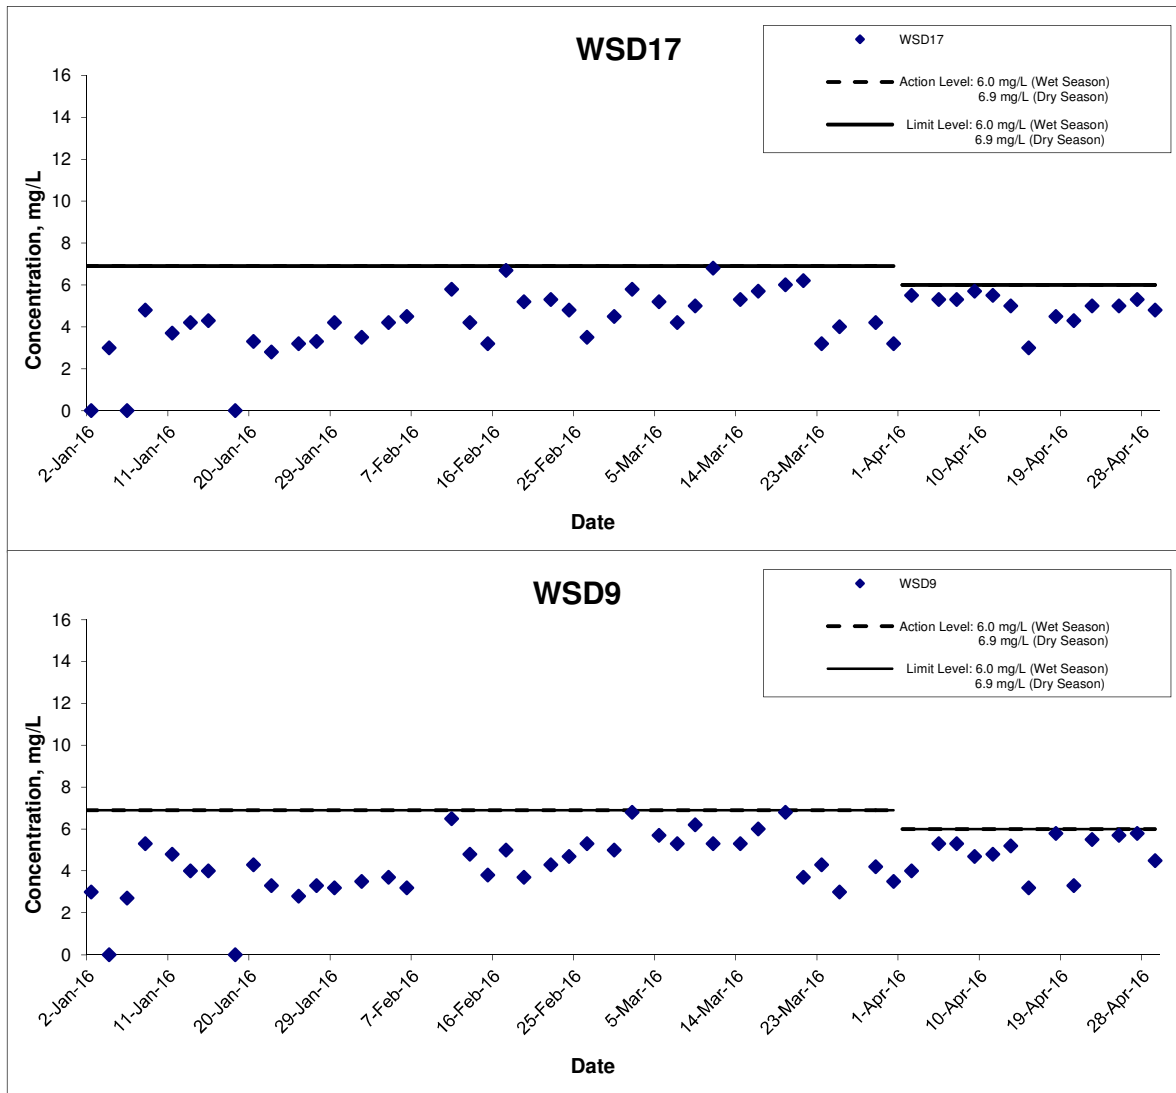 WSD17
WSD17
Action Level: 6.0 mg/L (Wet Season)
6.9 mg/L (Dry Season)
Limit Level: 6.0 mg/L (Wet Season)
6.9 mg/L (Dry Season)
Concentration, mg/L
16
14
12
10
8
6
4
2
0
2-Jan-16
11-Jan-16
20-Jan-16
29-Jan-16
7-Feb-16
16-Feb-16
25-Feb-16
5-Mar-16
14-Mar-16
23-Mar-16
1-Apr-16
10-Apr-16
19-Apr-16
28-Apr-16
Date
WSD9
WSD9
Action Level: 6.0 mg/L (Wet Season)
6.9 mg/L (Dry Season)
Limit Level: 6.0 mg/L (Wet Season)
6.9 mg/L (Dry Season)
Concentration, mg/L
16
14
12
10
8
6
4
2
0
2-Jan-16
11-Jan-16
20-Jan-16
29-Jan-16
7-Feb-16
16-Feb-16
25-Feb-16
5-Mar-16
14-Mar-16
23-Mar-16
1-Apr-16
10-Apr-16
19-Apr-16
28-Apr-16
Date